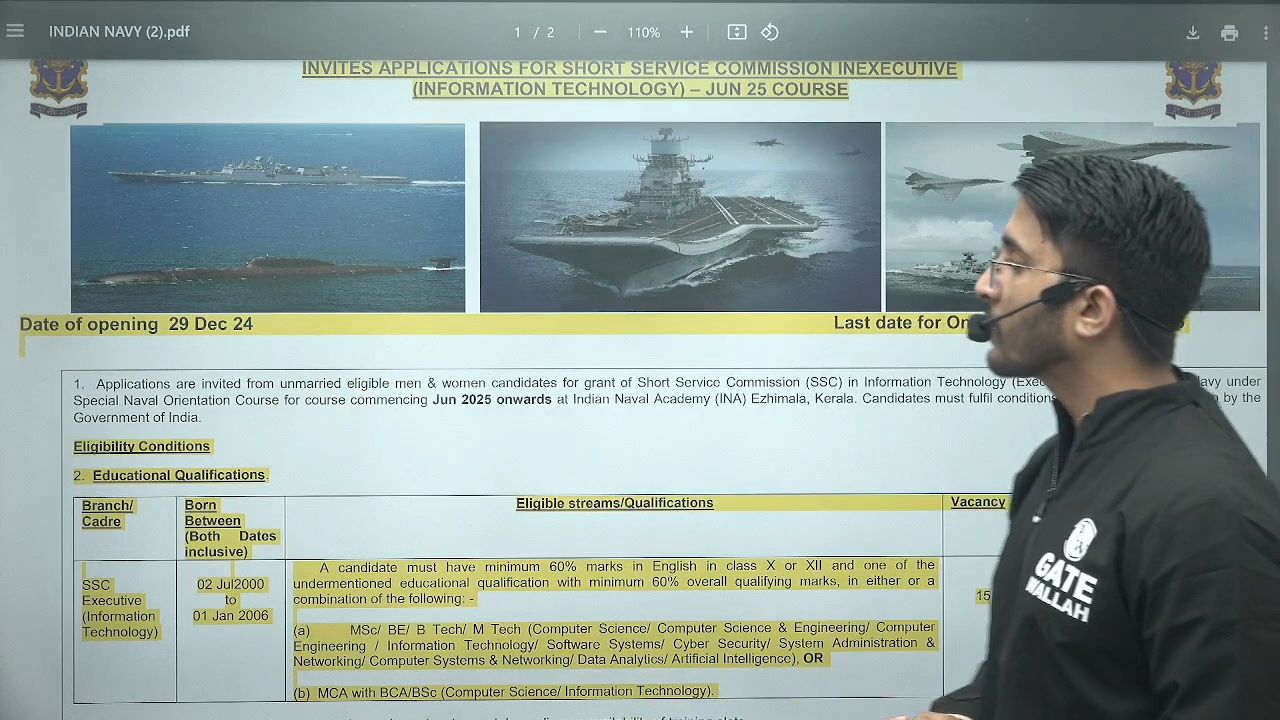 INDIAN NAVY (2).pdf
1 / 2
110%
INVITES APPLICATIONS FOR SHORT SERVICE COMMISSION INEXECUTIVE
(INFORMATION TECHNOLOGY) – JUN 25 COURSE
Date of opening 29 Dec 24
Last date for
1. Applications are invited from unmarried eligible men & women candidates for grant of Short Service Commission (SSC) in Information Technology under
Special Naval Orientation Course for course commencing Jun 2025 onwards at Indian Naval Academy (INA) Ezhimala, Kerala. Candidates must fulfil by the
Government of India.
Eligibility Conditions
2. Educational Qualifications
Branch/
Cadre
Born
Between
(Both Dates
inclusive)
Eligible streams/Qualifications
Vacancy
SSC
Executive
(Information
Technology)
02 Jul2000
to
01 Jan 2006
A candidate must have minimum 60% marks in English in class X or XII and one of the
undermentioned educational qualification with minimum 60% overall qualifying marks, in either or a
combination of the following: -
(a) MSc/ BE/ B Tech/ M Tech (Computer Science/ Computer Science & Engineering/ Computer
Engineering / Information Technology/ Software Systems/ Cyber Security/ System Administration &
Networking/ Computer Systems & Networking/ Data Analytics/ Artificial Intelligence), OR
(b) MCA with BCA/BSc (Computer Science/ Information Technology).
15
GATE
WALLAH